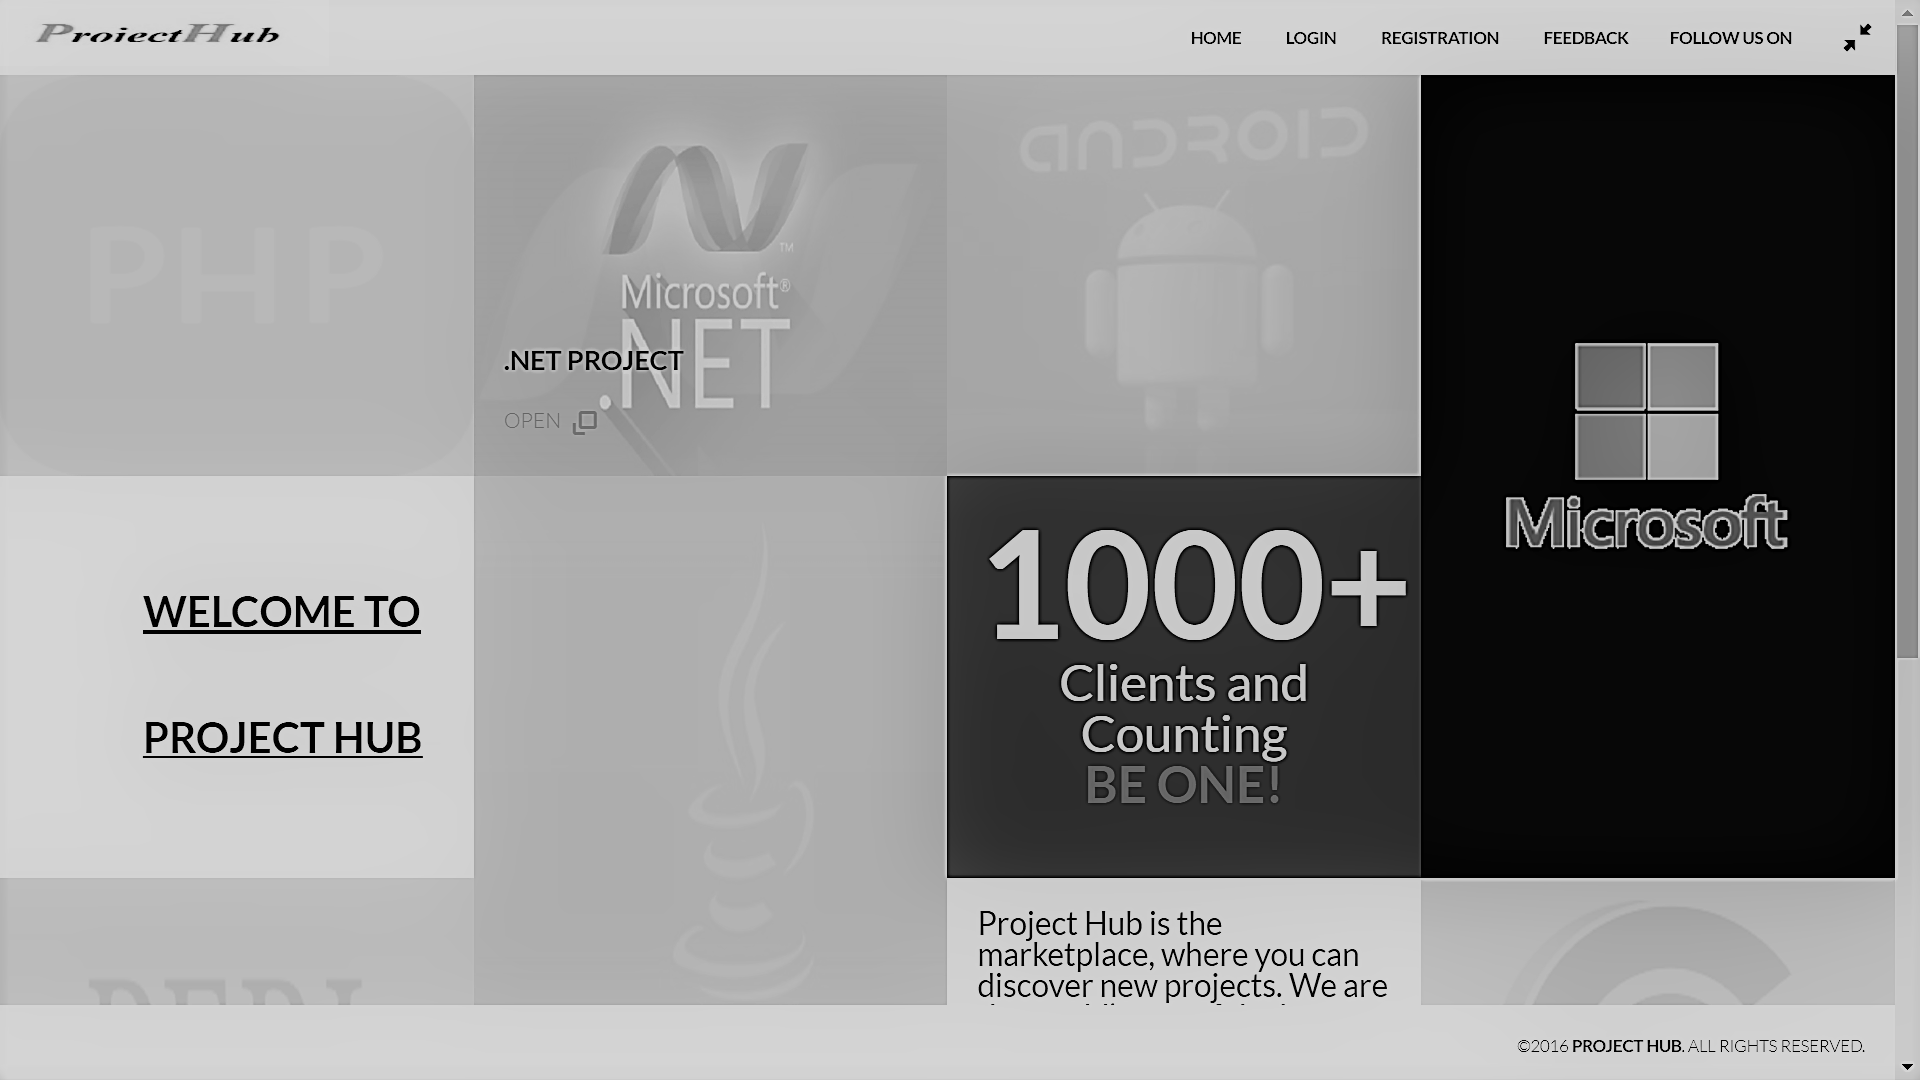 ProjectHub
HOME LOGIN REGISTRATION FEEDBACK FOLLOW US ON
PHP
TM
Microsoft®
.NET
.NET PROJECT
OPEN
ANDROID
Microsoft
WELCOME TO
PROJECT HUB
1000+
Clients and
Counting
BE ONE!
PERL
Project Hub is the
marketplace, where you can
discover new projects. We are
©2016 PROJECT HUB. ALL RIGHTS RESERVED.